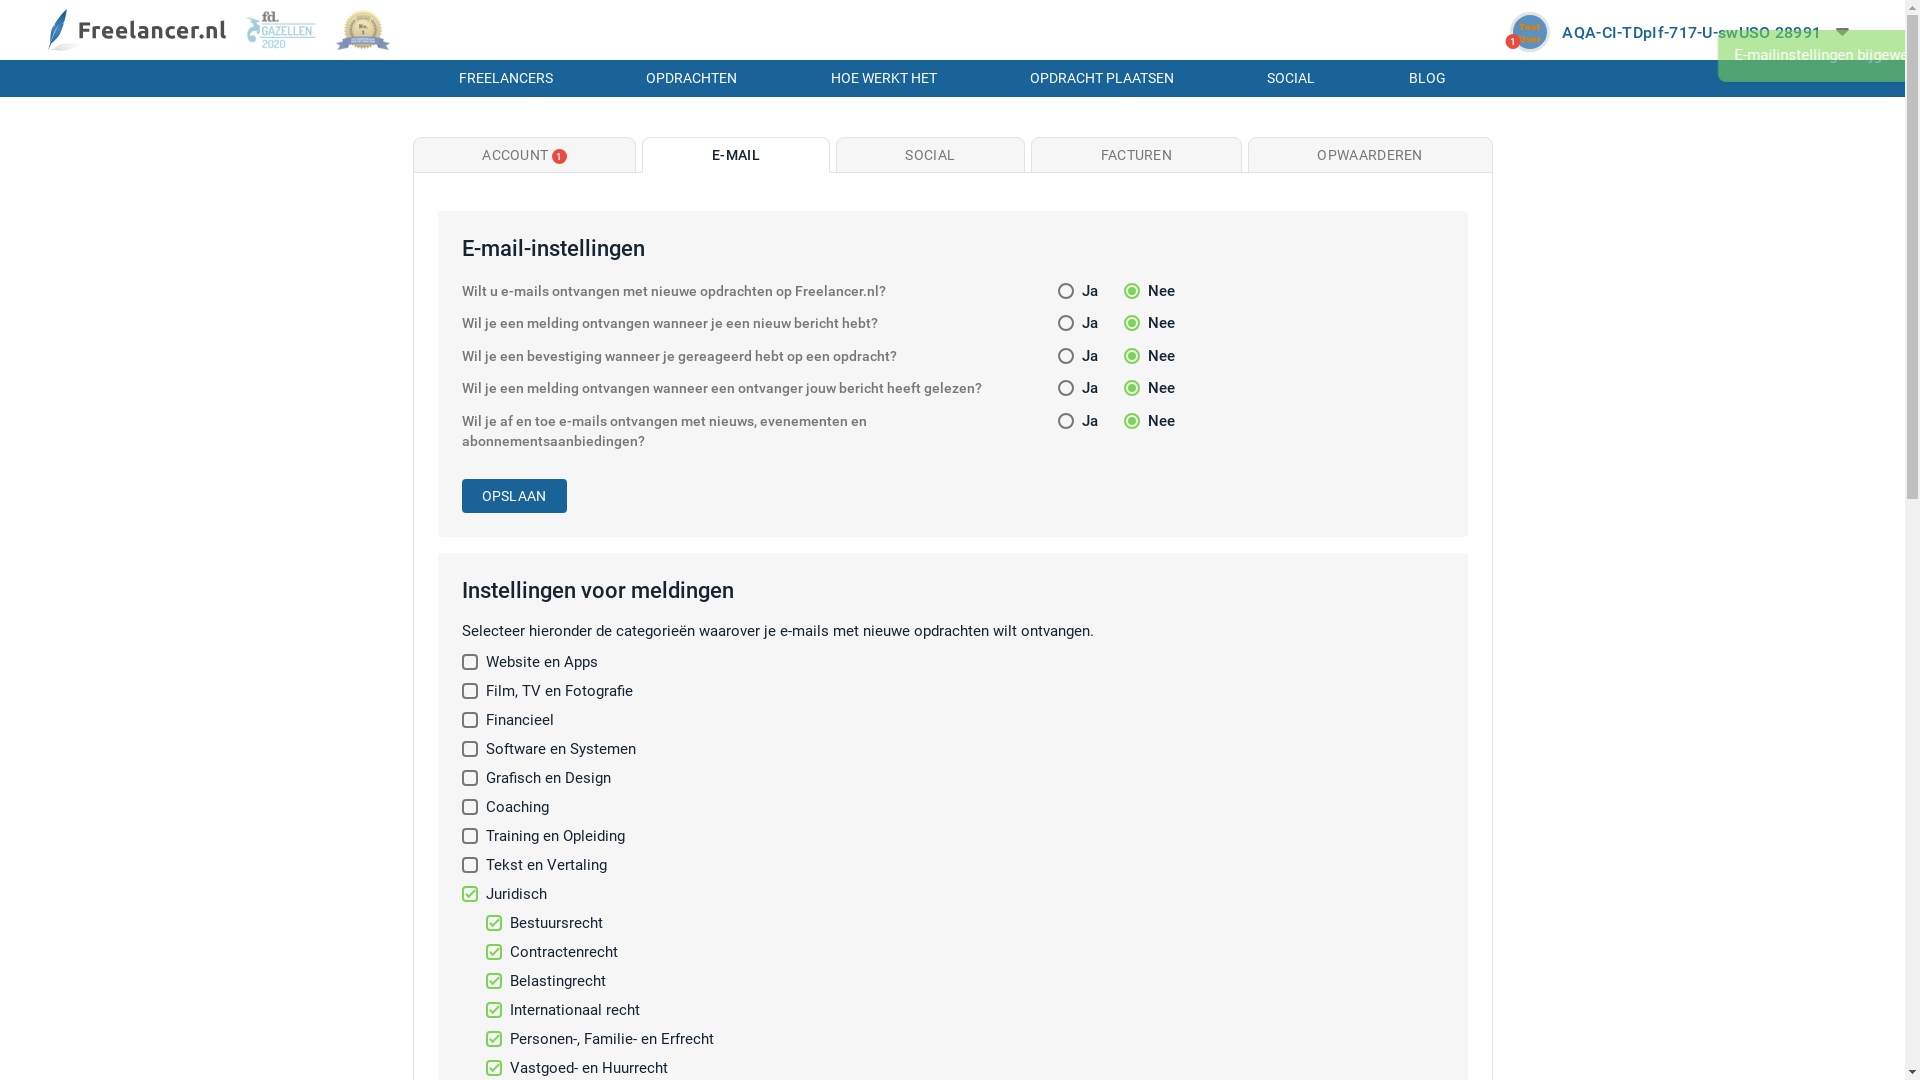 Freelancer.nl
fd.
GAZELLEN
2020
No.
1
Test
User
1
AQA-CI-TDpIf-717-U-swUSO 28991
E-mailinstellingen bijgewe
FREELANCERS
OPDRACHTEN
HOE WERKT HET
OPDRACHT PLAATSEN
SOCIAL
BLOG
ACCOUNT 1
E-MAIL
SOCIAL
FACTUREN
OPWAARDEREN
E-mail-instellingen
Wilt u e-mails ontvangen met nieuwe opdrachten op Freelancer.nl? Ja Nee
Wil je een melding ontvangen wanneer je een nieuw bericht hebt? Ja Nee
Wil je een bevestiging wanneer je gereageerd hebt op een opdracht? Ja Nee
Wil je een melding ontvangen wanneer een ontvanger jouw bericht heeft gelezen? Ja Nee
Wil je af en toe e-mails ontvangen met nieuws, evenementen en Ja Nee
abonnementsaanbiedingen?
OPSLAAN
Instellingen voor meldingen
Selecteer hieronder de categorieën waarover je e-mails met nieuwe opdrachten wilt ontvangen.
Website en Apps
Film, TV en Fotografie
Financieel
Software en Systemen
Grafisch en Design
Coaching
Training en Opleiding
Tekst en Vertaling
Juridisch
Bestuursrecht
Contractenrecht
Belastingrecht
Internationaal recht
Personen-, Familie- en Erfrecht
Vastgoed- en Huurrecht